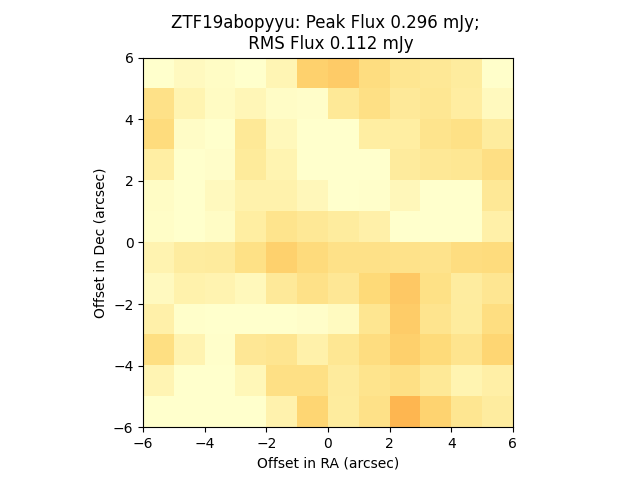 ZTF19abopyyu: Peak Flux 0.296 mJy;
RMS Flux 0.112 mJy
6
4
2
0
−2
−4
−6
Offset in Dec (arcsec)
−6 −4 −2 0 2 4 6
Offset in RA (arcsec)